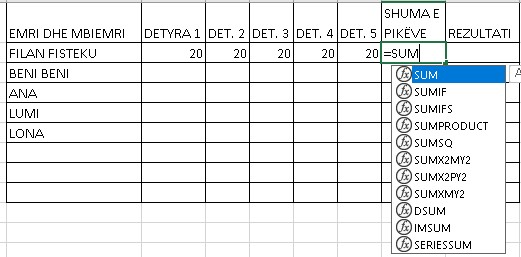 EMRI DHE MBIEMRI DETYRA 1 DET. 2 DET. 3 DET. 4 DET. 5 SHUMA E PIKËVE REZULTATI
FILAN FISTEKU 20 20 20 20 20 =SUM
SUM
BENI BENI
SUMIF
ANA
SUMIFS
LUMI
SUMPRODUCT
LONA
SUMSQ
SUMX2MY2
SUMX2PY2
SUMXMY2
DSUM
IMSUM
SERIESSUM